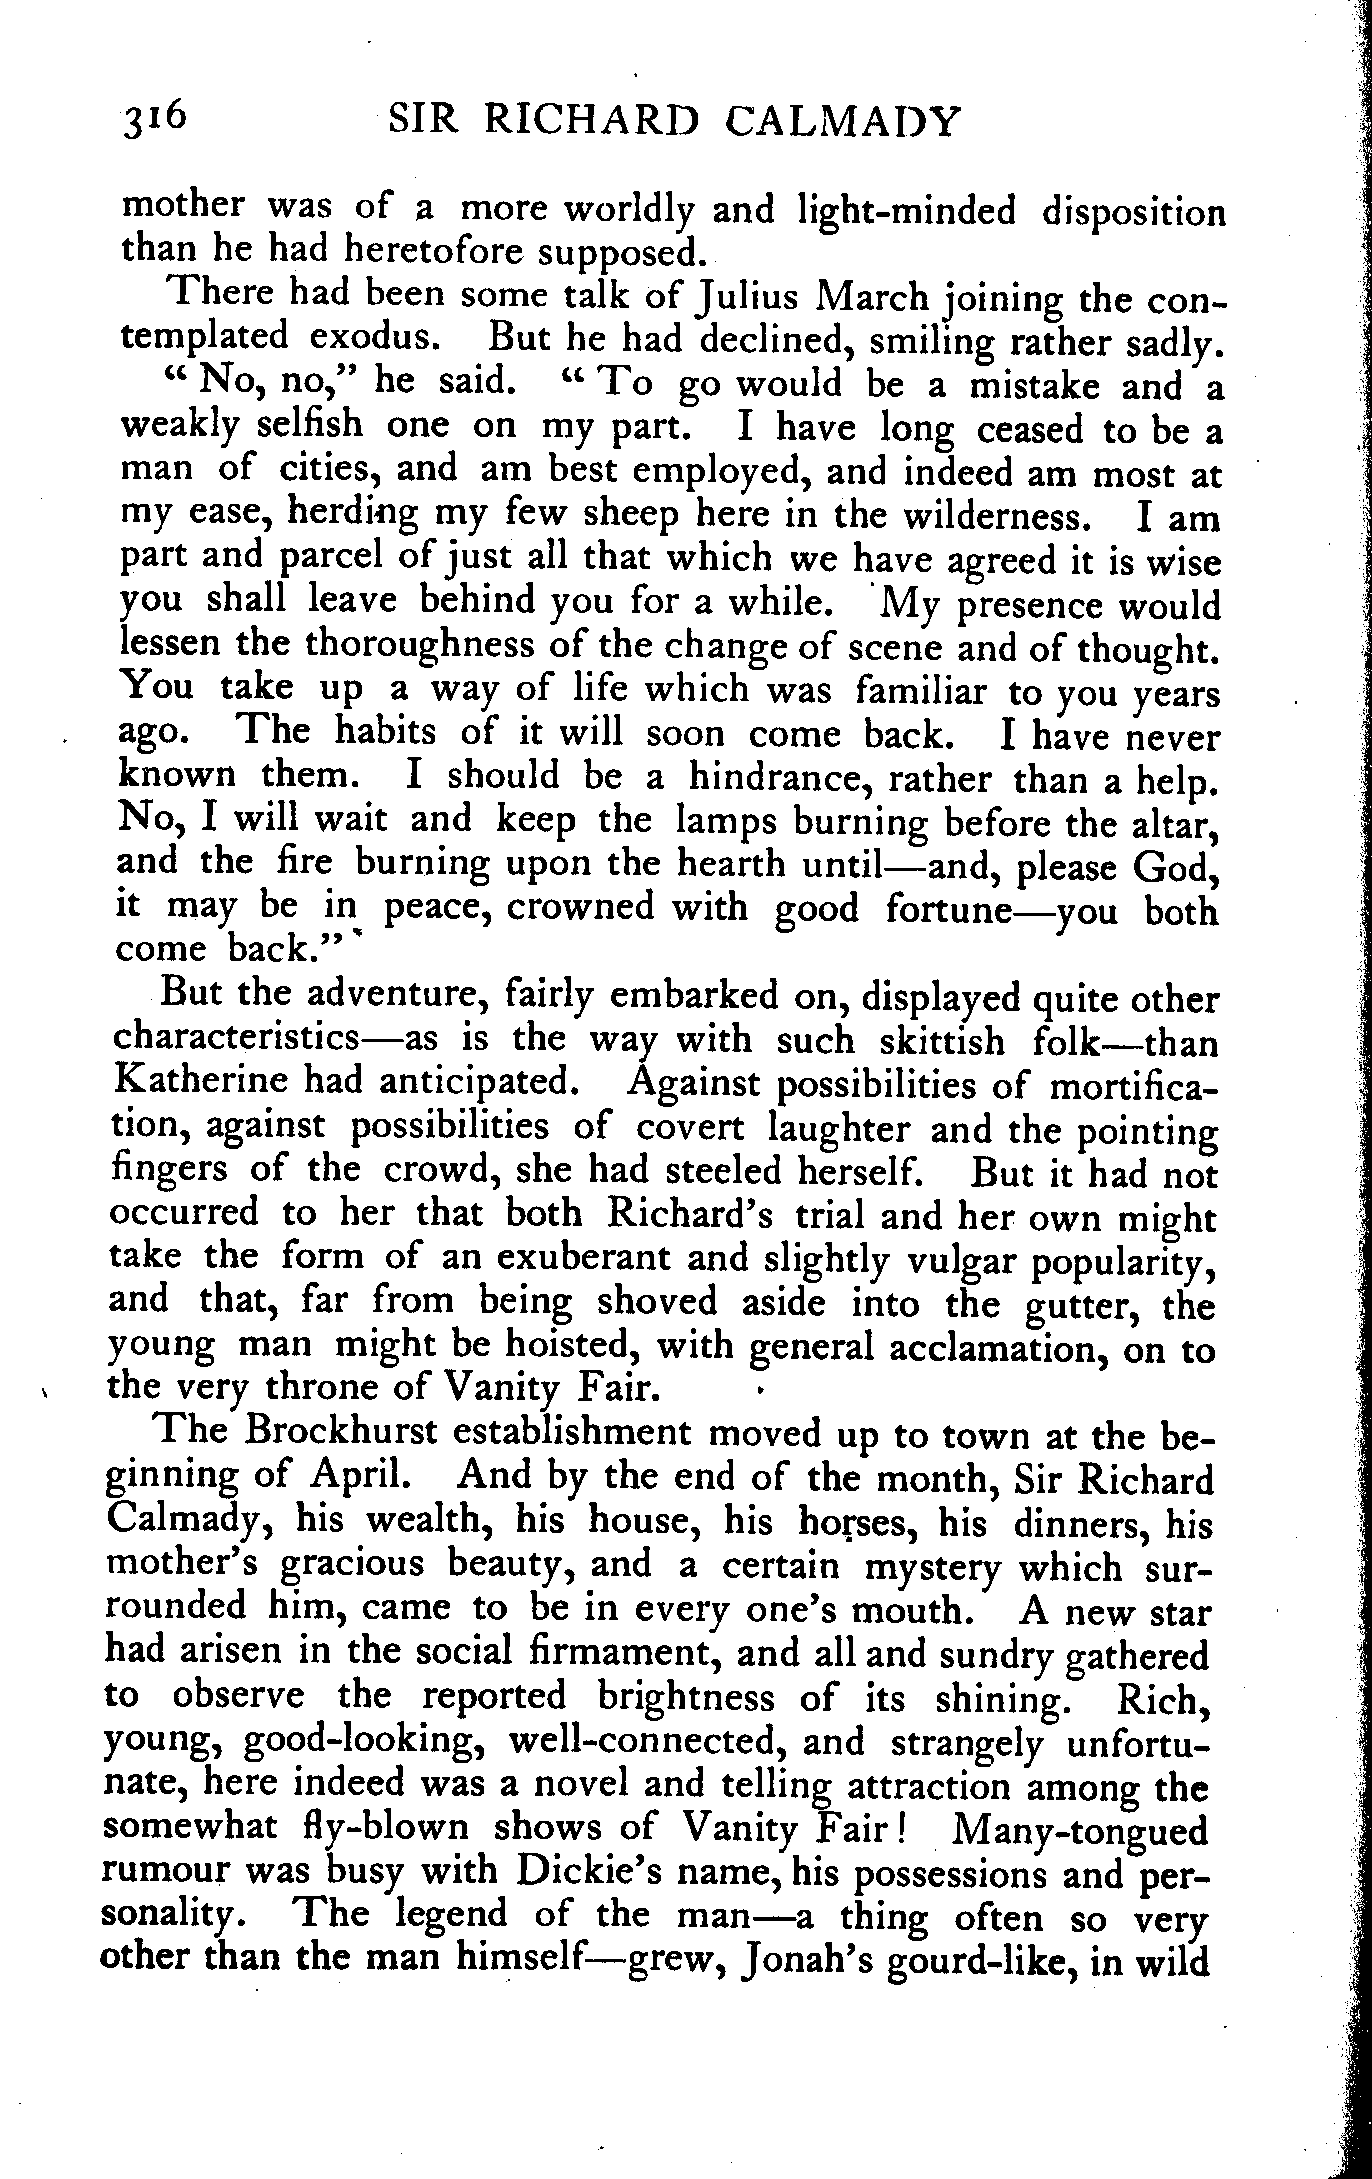 316 SIR RICHARD CALMADY
mother was of a more worldly and light-minded disposition
than he had heretofore supposed.
There had been some talk of Julius March joining the con-
templated exodus. But he had declined, smiling rather sadly.
“ No, no,” he said. “ To go would be a mistake and a
weakly selfish one on my part. I have long ceased to be a
man of cities, and am best employed, and indeed am most at
my ease, herding my few sheep here in the wilderness. I am
part and parcel of just all that which we have agreed it is wise
you shall leave behind you for a while. My presence would
lessen the thoroughness of the change of scene and of thought.
You take up a way of life which was familiar to you years
ago. The habits of it will soon come back. I have never
known them. I should be a hindrance, rather than a help.
No, I will wait and keep the lamps burning before the altar,
and the fire burning upon the hearth until—and, please God,
it may be in peace, crowned with good fortune—you both
come back.”
But the adventure, fairly embarked on, displayed quite other
characteristics—as is the way with such skittish folk—than
Katherine had anticipated. Against possibilities of mortifica-
tion, against possibilities of covert laughter and the pointing
fingers of the crowd, she had steeled herself. But it had not
occurred to her that both Richard’s trial and her own might
take the form of an exuberant and slightly vulgar popularity,
and that, far from being shoved aside into the gutter, the
young man might be hoisted, with general acclamation, on to
the very throne of Vanity Fair.
The Brockhurst establishment moved up to town at the be-
ginning of April. And by the end of the month, Sir Richard
Calmady, his wealth, his house, his horses, his dinners, his
mother’s gracious beauty, and a certain mystery which sur-
rounded him, came to be in every one’s mouth. A new star
had arisen in the social firmament, and all and sundry gathered
to observe the reported brightness of its shining. Rich,
young, good-looking, well-connected, and strangely unfortu-
nate, here indeed was a novel and telling attraction among the
somewhat fly-blown shows of Vanity Fair! Many-tongued
rumour was busy with Dickie’s name, his possessions and per-
sonality. The legend of the man—a thing often so very
other than the man himself—grew, Jonah’s gourd-like, in wild